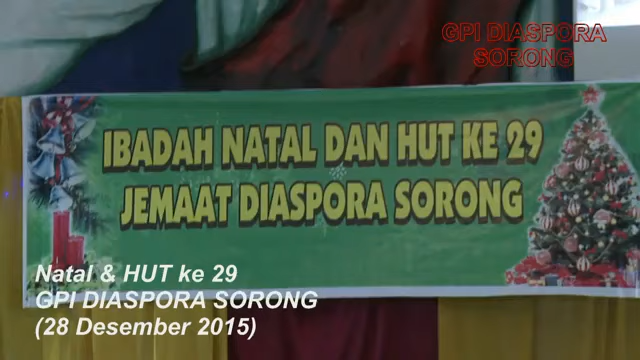 GPI DIASPORA
SORONG
IBADAH NATAL DAN HUT KE 29
JEMAAT DIASPORA SORONG
Natal & HUT ke 29
GPI DIASPORA SORONG
(28 Desember 2015)